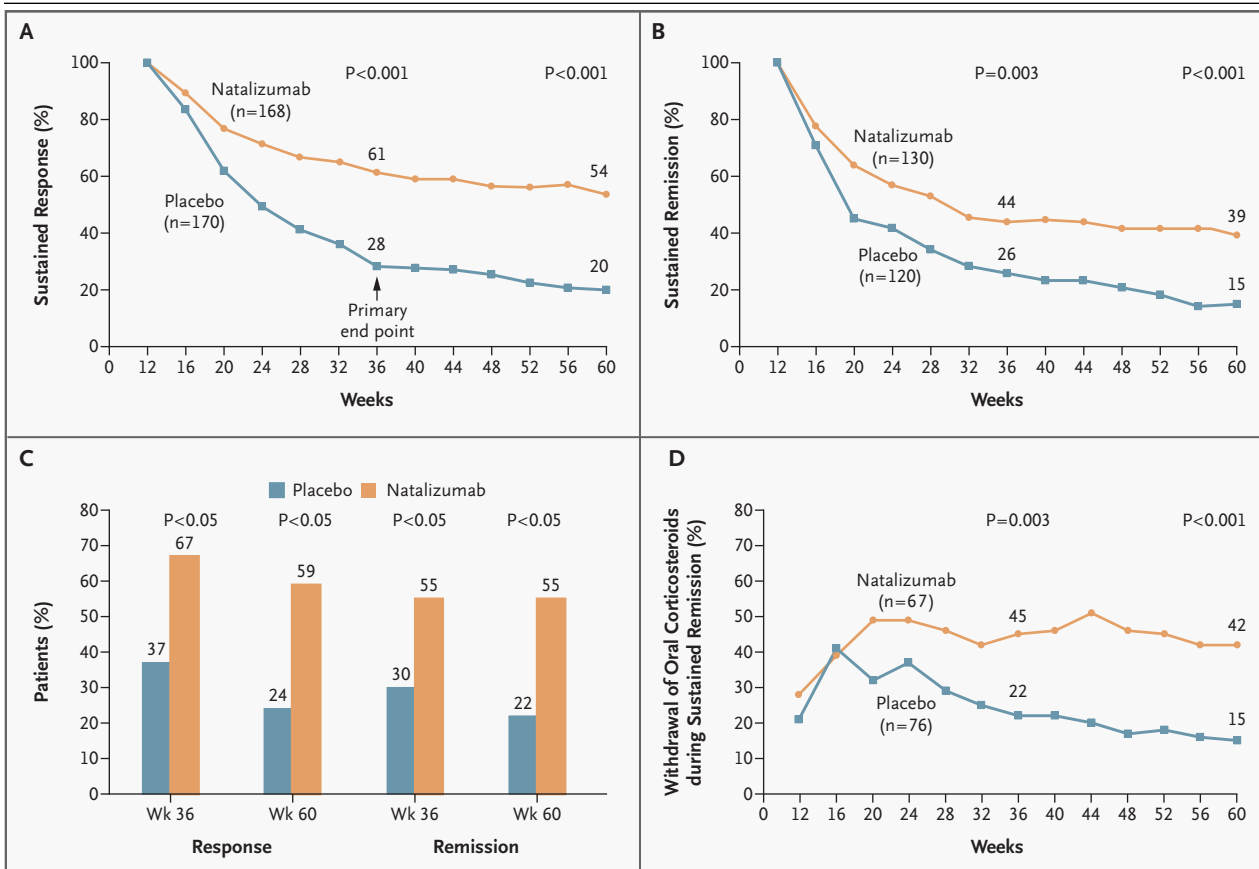 A
Sustained Response (%)
100
80
60
40
20
0
P<0.001
P<0.001
Natalizumab
(n=168)
Placebo
(n=170)
61
54
28
20
Primary
end point
0 12 16 20 24 28 32 36 40 44 48 52 56 60
Weeks
B
Sustained Remission (%)
100
80
60
40
20
0
P=0.003
P<0.001
Natalizumab
(n=130)
Placebo
(n=120)
44
39
26
15
0 12 16 20 24 28 32 36 40 44 48 52 56 60
Weeks
C
Placebo Natalizumab
Patients (%)
80
70
60
50
40
30
20
10
0
P<0.05 P<0.05 P<0.05 P<0.05
37 67 24 59 30 55 22 55
Wk 36 Wk 60 Wk 36 Wk 60
Response Remission
D
Withdrawal of Oral Corticosteroids
during Sustained Remission (%)
80
70
60
50
40
30
20
10
0
P=0.003
P<0.001
Natalizumab
(n=67)
Placebo
(n=76)
45
42
22
15
0 12 16 20 24 28 32 36 40 44 48 52 56 60
Weeks